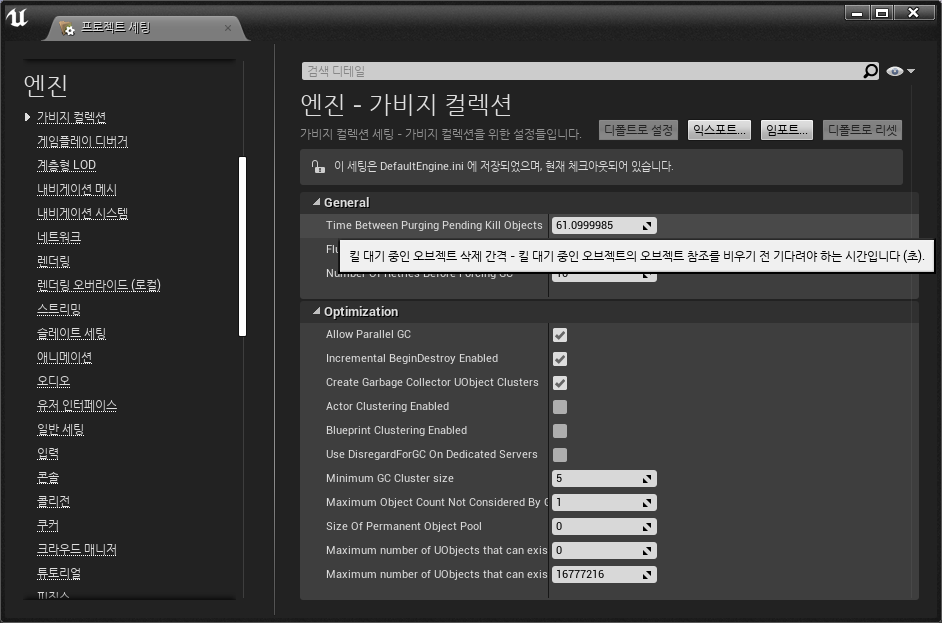 프로젝트 세팅
엔진
가비지 컬렉션
게임플레이 디버거
계층형 LOD
내비게이션 메시
내비게이션 시스템
네트워크
렌더링
렌더링 오버라이드 (로컬)
스트리밍
슬레이트 세팅
애니메이션
오디오
유저 인터페이스
일반 세팅
입력
콘솔
콜리전
쿠커
크라우드 매니저
튜토리얼
피직스
검색 디테일
엔진 - 가비지 컬렉션
가비지 컬렉션 세팅 - 가비지 컬렉션을 위한 설정들입니다.
디폴트로 설정
익스포트...
임포트...
디폴트로 리셋
이 세팅은 DefaultEngine.ini 에 저장되었으며, 현재 체크아웃되어 있습니다.
General
Time Between Purging Pending Kill Objects 61.0999985
킬 대기 중인 오브젝트 삭제 간격 - 킬 대기 중인 오브젝트의 오브젝트 참조를 비우기 전 기다려야 하는 시간입니다 (초).
Number Of Retries Before Forcing GC 10
Optimization
Allow Parallel GC
Incremental BeginDestroy Enabled
Create Garbage Collector UObject Clusters
Actor Clustering Enabled
Blueprint Clustering Enabled
Use DisregardForGC On Dedicated Servers
Minimum GC Cluster size 5
Maximum Object Count Not Considered By 1
Size Of Permanent Object Pool 0
Maximum number of UObjects that can exis 0
Maximum number of UObjects that can exis 16777216